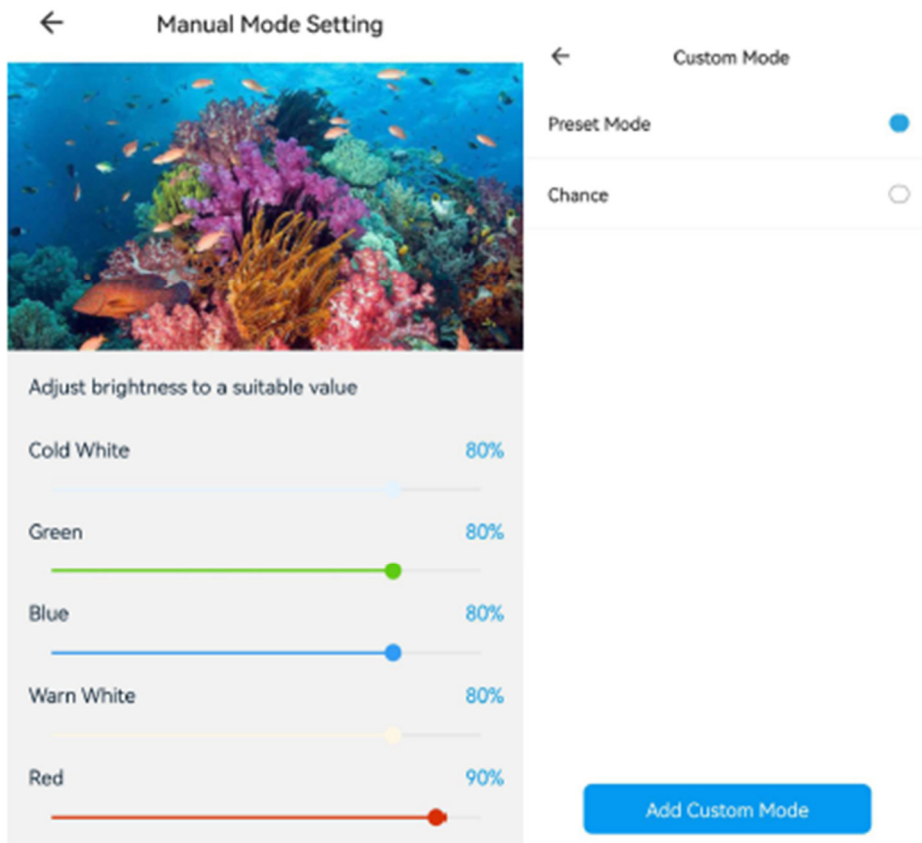 Manual Mode Setting
Adjust brightness to a suitable value
Cold White 80%
Green 80%
Blue 80%
Warn White 80%
Red 90%
Custom Mode
Preset Mode
Chance
Add Custom Mode